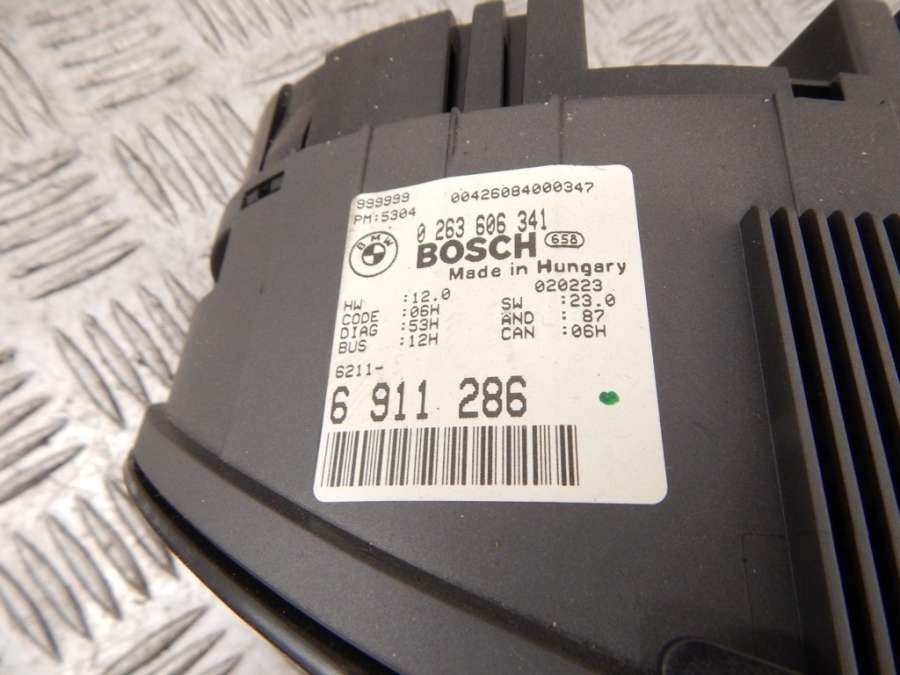 999999 00426084000347
PM:5304
0 263 606 341
BMW BOSCH 658
Made in Hungary
020223
HW :12.0 SW :23.0
CODE :06H AND : 87
DIAG :53H CAN :06H
BUS :12H
6211-
6 911 286